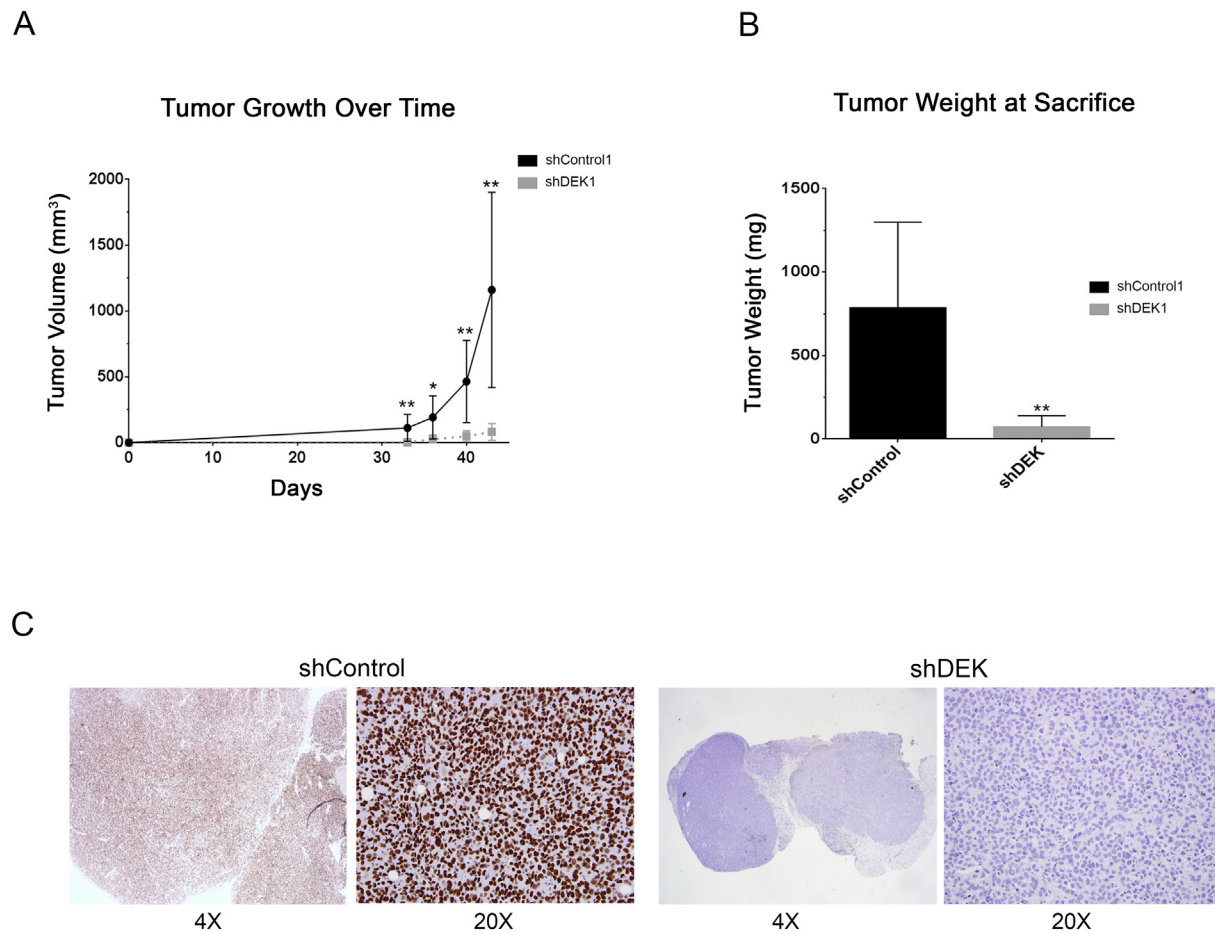 A
Tumor Growth Over Time
shControl1
shDEK1
Tumor Volume (mm³)
2000
1500
1000
500
0
**
*
**
**
0
10
20
30
40
Days
B
Tumor Weight at Sacrifice
Tumor Weight (mg)
1500
1000
500
0
**
shControl1
shDEK1
shControl
shDEK
C
shControl
shDEK
4X
20X
4X
20X